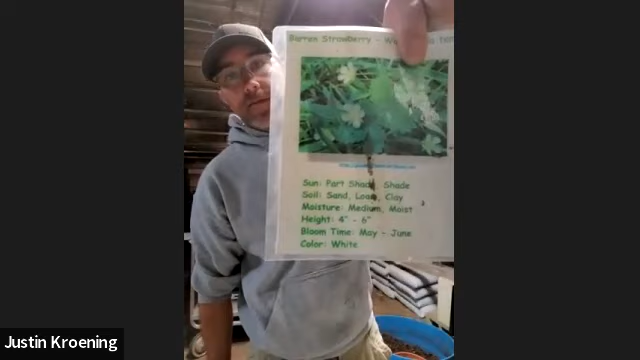 Barren Strawberry - W
Sun: Part Shade, Shade
Soil: Sand, Loam, Clay
Moisture: Medium, Moist
Height: 4" - 6"
Bloom Time: May - June
Color: White
Justin Kroening